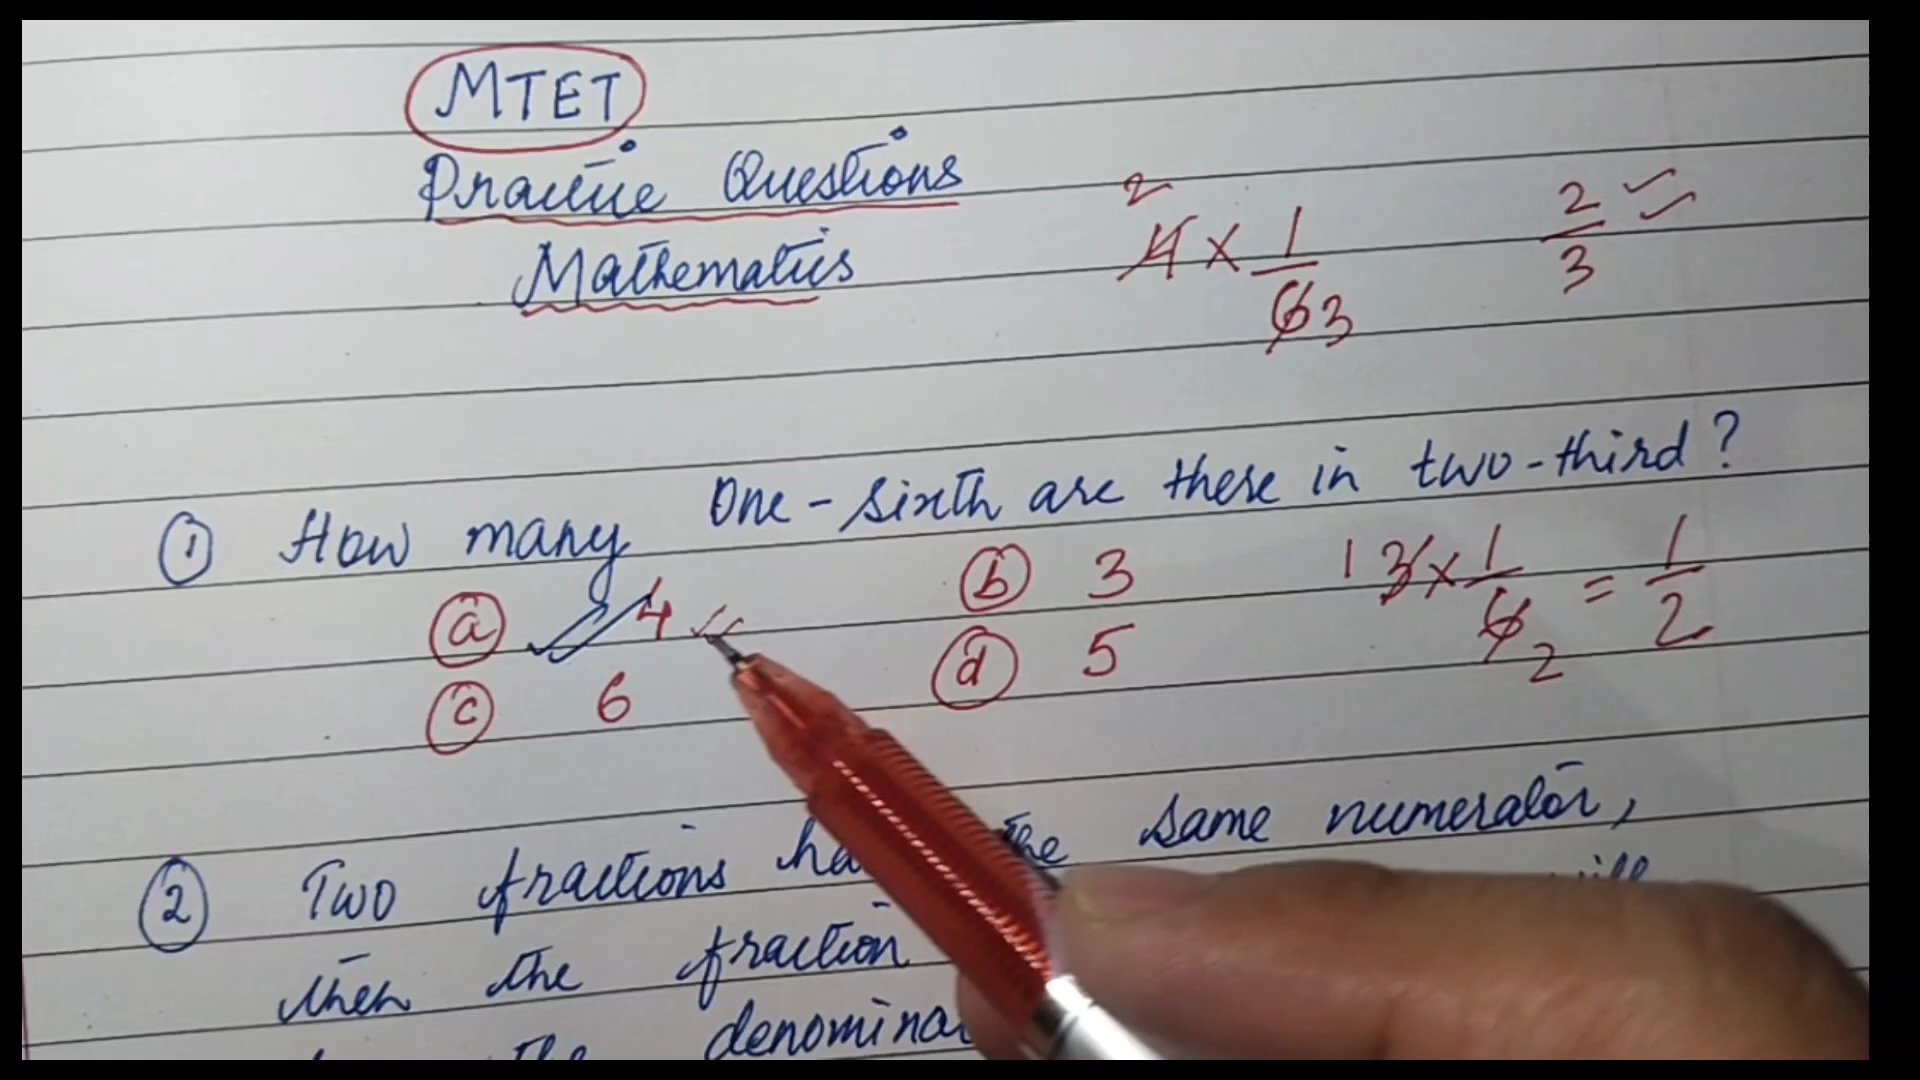 MTET
Practice Questions
Mathematics
2
4 × 1/6 3
2/3
① How many One-sixth are there in two-third?
ⓐ 4 ⓑ 3
ⓒ 6 ⓓ 5
1 3 × 1/6 2 = 1/2
② Two fractions the same numerator,
then the fraction will
the